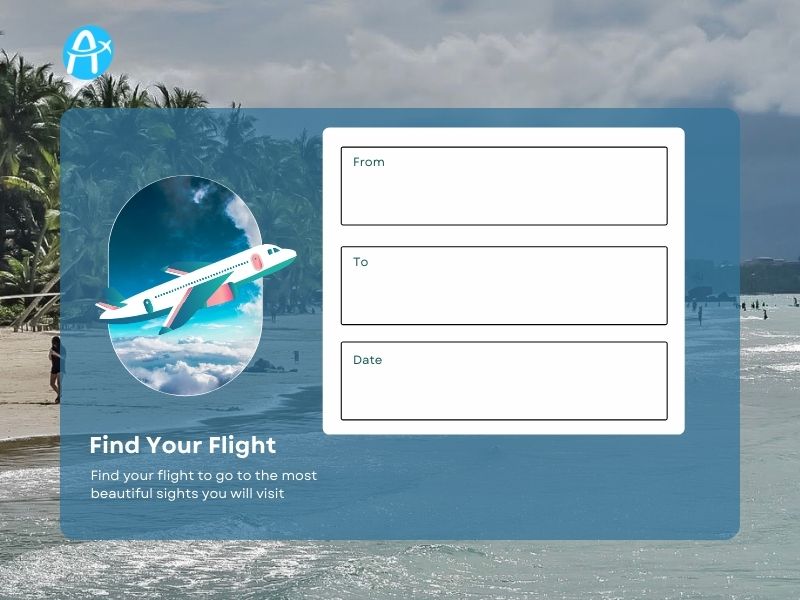 A
From
To
Date
Find Your Flight
Find your flight to go to the most
beautiful sights you will visit